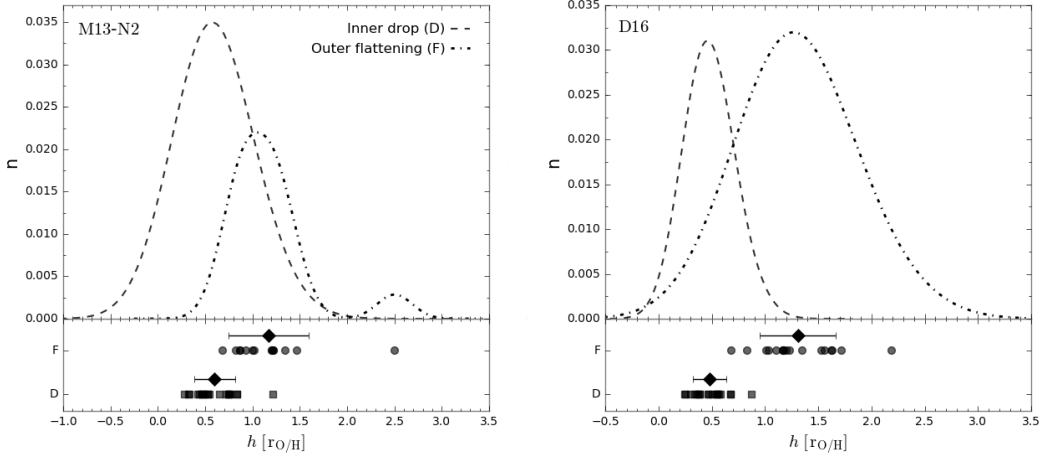 M13-N2
Inner drop (D)
Outer flattening (F)
0.035
0.030
0.025
0.020
0.015
0.010
0.005
0.000
n
F
D
−1.0 −0.5 0.0 0.5 1.0 1.5 2.0 2.5 3.0 3.5
h [r_O/H]
D16
0.035
0.030
0.025
0.020
0.015
0.010
0.005
0.000
n
F
D
−0.5 0.0 0.5 1.0 1.5 2.0 2.5 3.0 3.5
h [r_O/H]